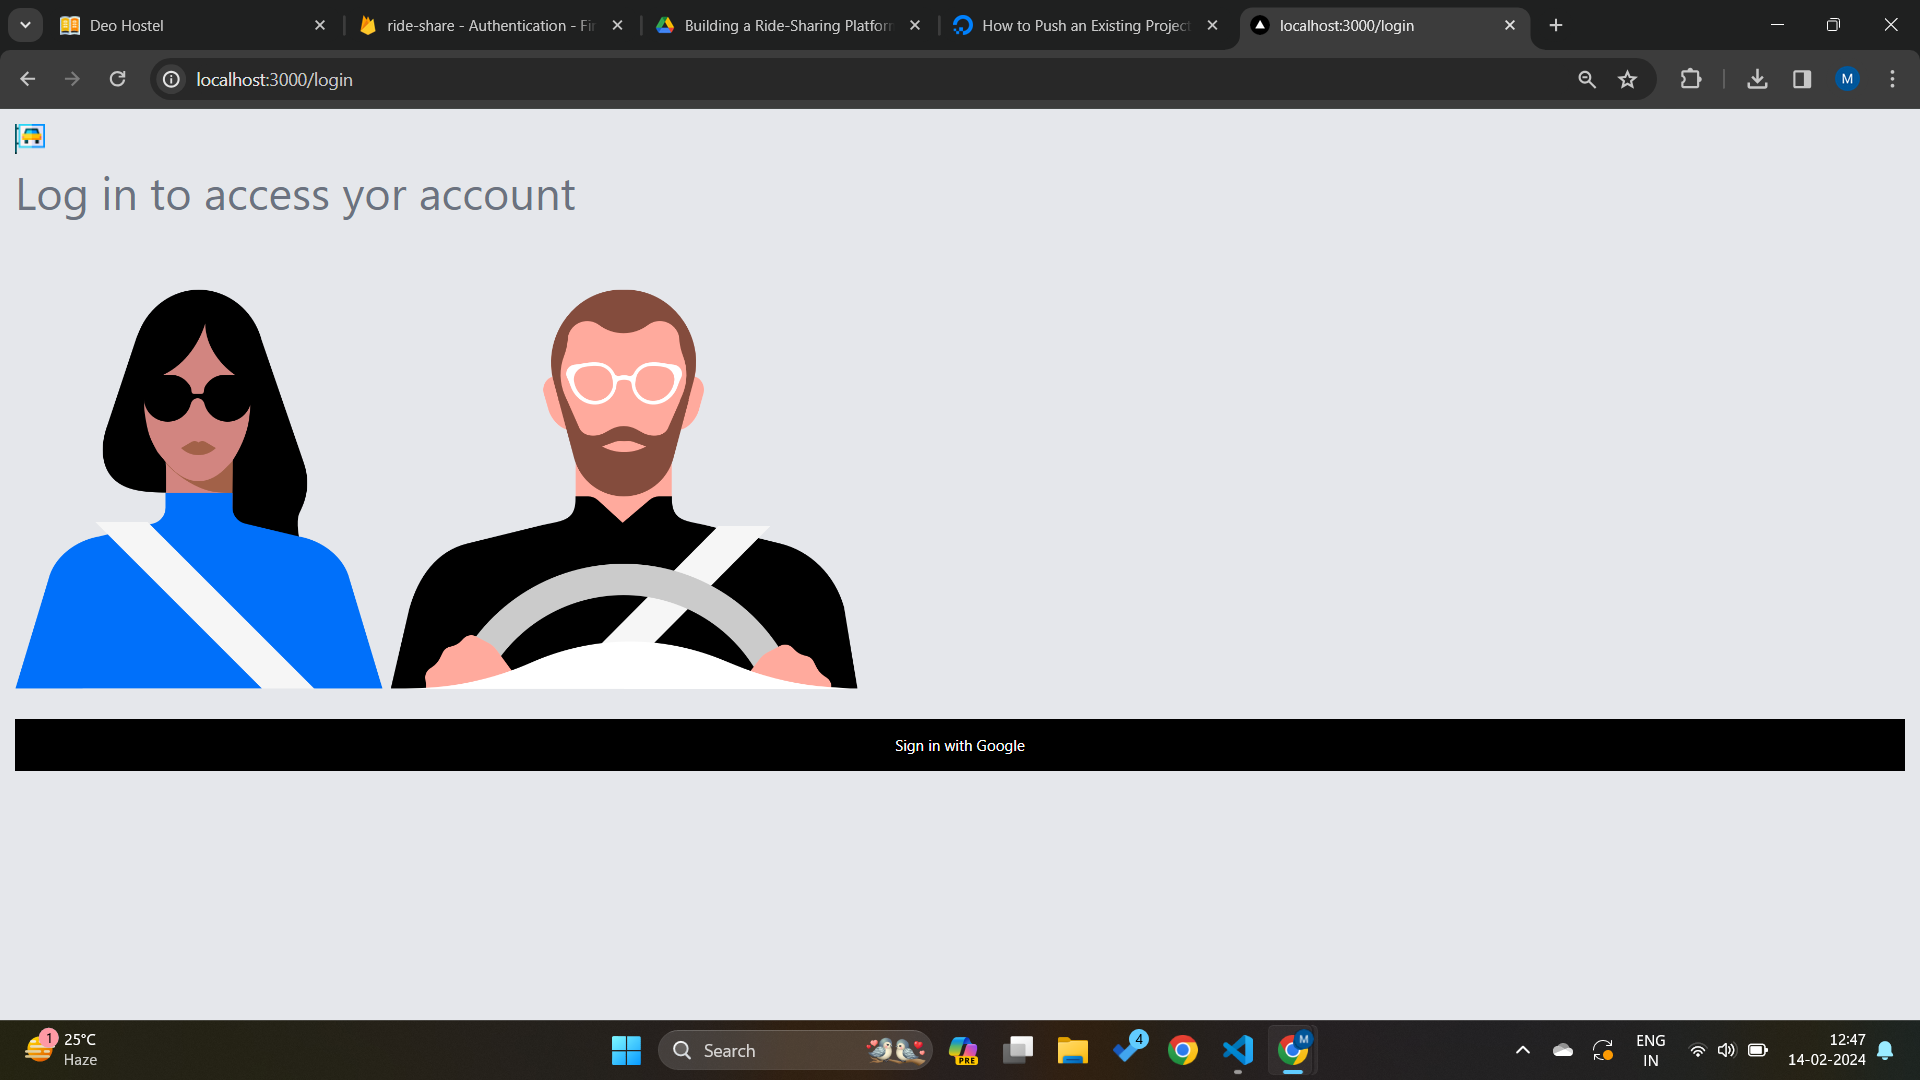 Deo Hostel
ride-share - Authentication - Fir
Building a Ride-Sharing Platforn
How to Push an Existing Project
localhost:3000/login
localhost:3000/login
M
Log in to access yor account
Sign in with Google
1
25°C
Haze
Search
PRE
4
M
ENG
IN
12:47
14-02-2024